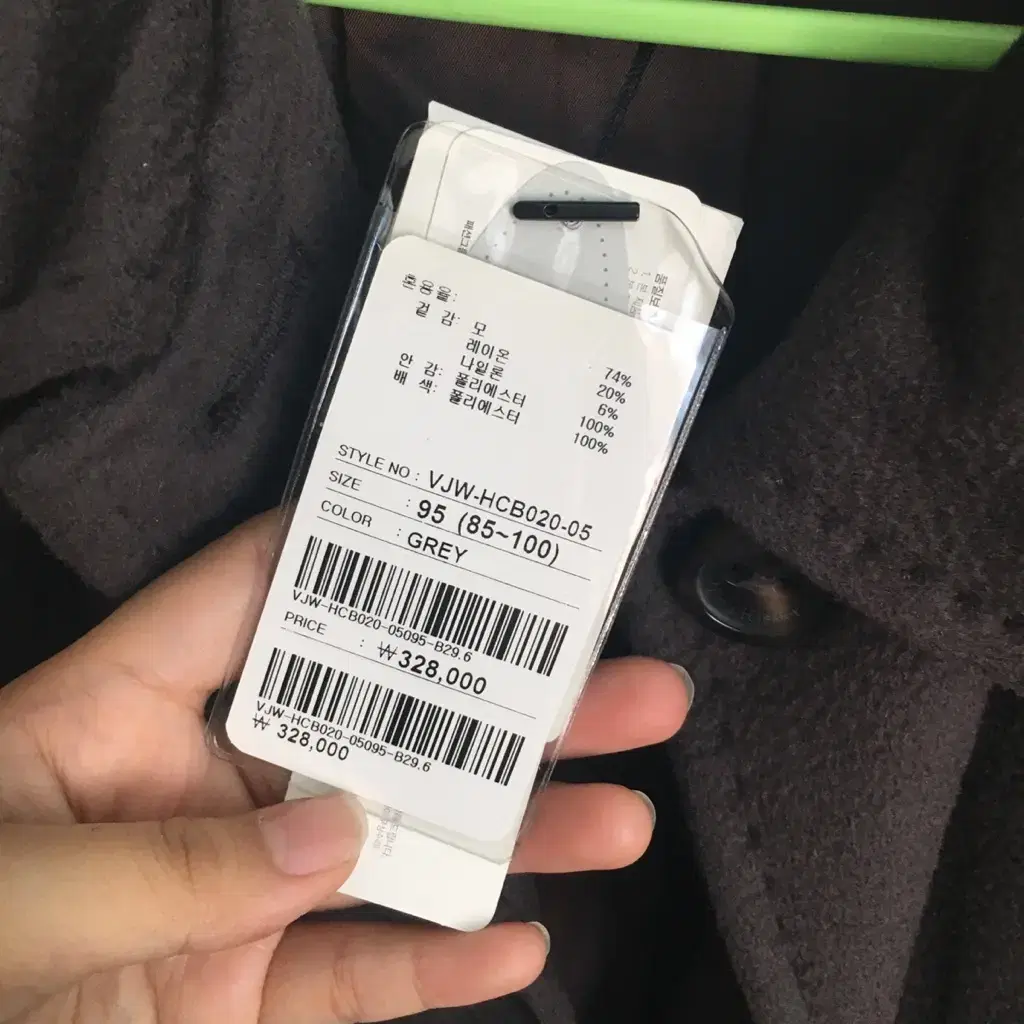 혼용율:
겉 감: 모 74%
레이온 20%
나일론 6%
안 감: 폴리에스터 100%
배 색: 폴리에스터 100%
STYLE NO : VJW-HCB020-05
SIZE : 95 (85~100)
COLOR : GREY
VJW-HCB020-05095-B29.6
PRICE : ₩328,000
VJW-HCB020-05095-B29.6
₩ 328,000